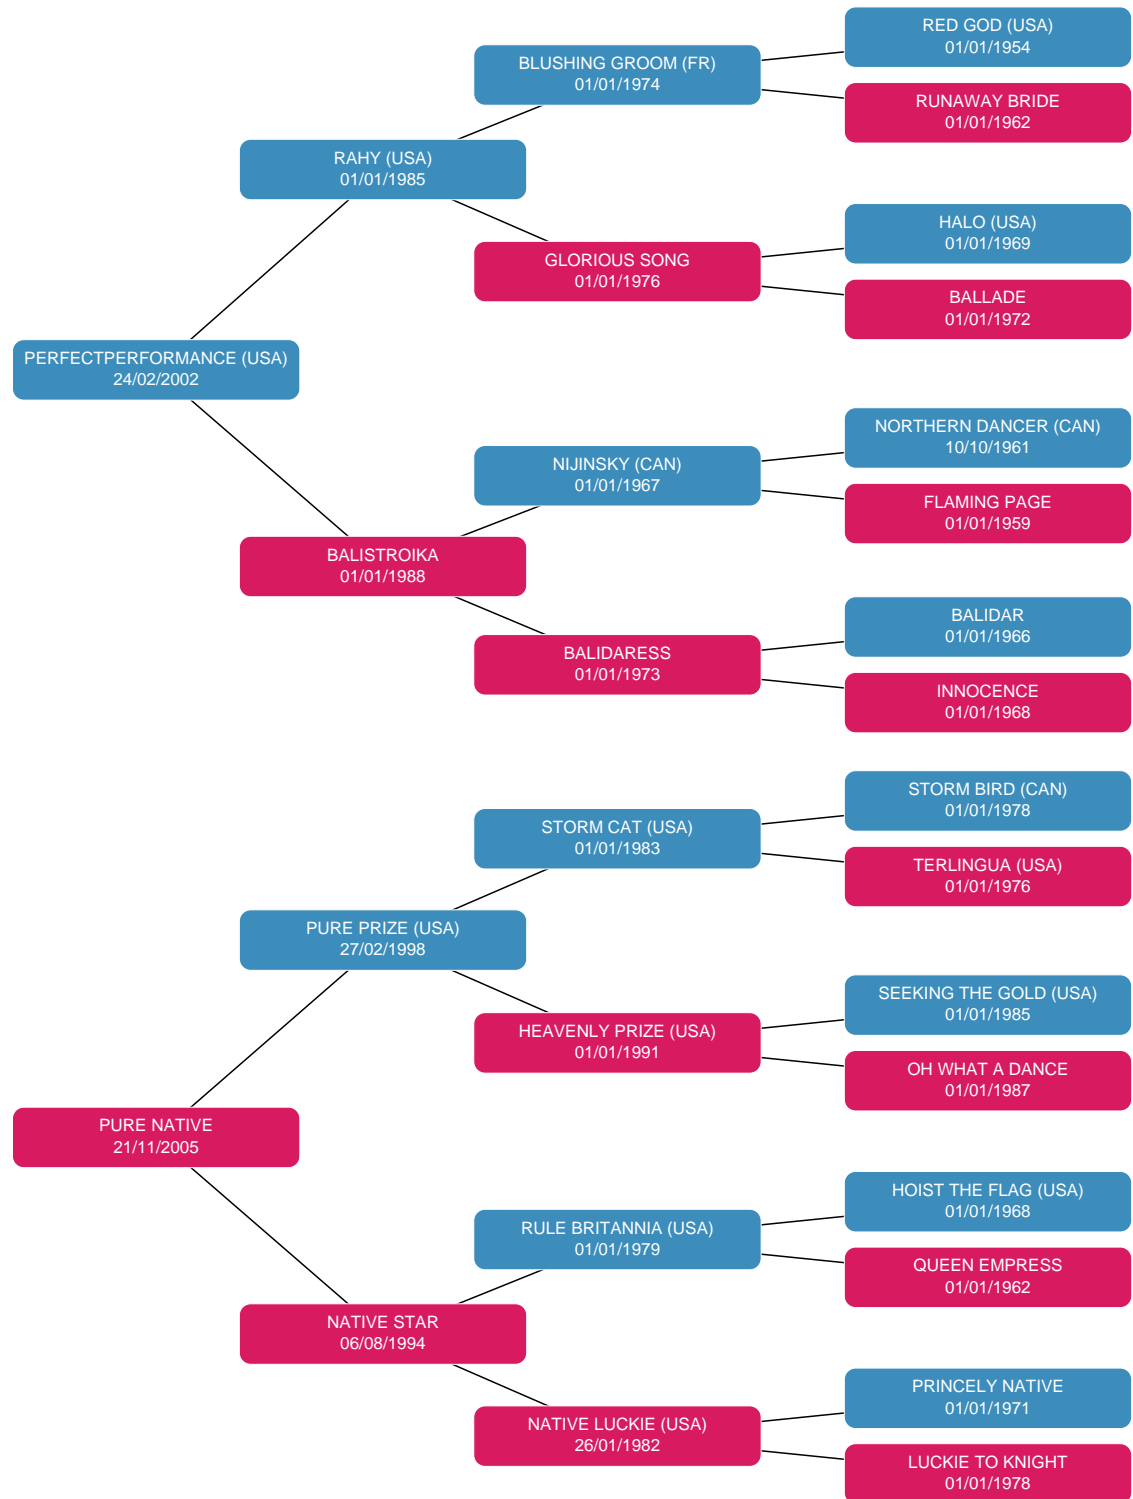 RED GOD (USA)
01/01/1954
BLUSHING GROOM (FR)
01/01/1974
RUNAWAY BRIDE
01/01/1962
RAHY (USA)
01/01/1985
HALO (USA)
01/01/1969
GLORIOUS SONG
01/01/1976
BALLADE
01/01/1972
PERFECTPERFORMANCE (USA)
24/02/2002
NORTHERN DANCER (CAN)
10/10/1961
NIJINSKY (CAN)
01/01/1967
FLAMING PAGE
01/01/1959
BALISTROIKA
01/01/1988
BALIDAR
01/01/1966
BALIDARESS
01/01/1973
INNOCENCE
01/01/1968
STORM BIRD (CAN)
01/01/1978
STORM CAT (USA)
01/01/1983
TERLINGUA (USA)
01/01/1976
PURE PRIZE (USA)
27/02/1998
SEEKING THE GOLD (USA)
01/01/1985
HEAVENLY PRIZE (USA)
01/01/1991
OH WHAT A DANCE
01/01/1987
PURE NATIVE
21/11/2005
HOIST THE FLAG (USA)
01/01/1968
RULE BRITANNIA (USA)
01/01/1979
QUEEN EMPRESS
01/01/1962
NATIVE STAR
06/08/1994
PRINCELY NATIVE
01/01/1971
NATIVE LUCKIE (USA)
26/01/1982
LUCKIE TO KNIGHT
01/01/1978